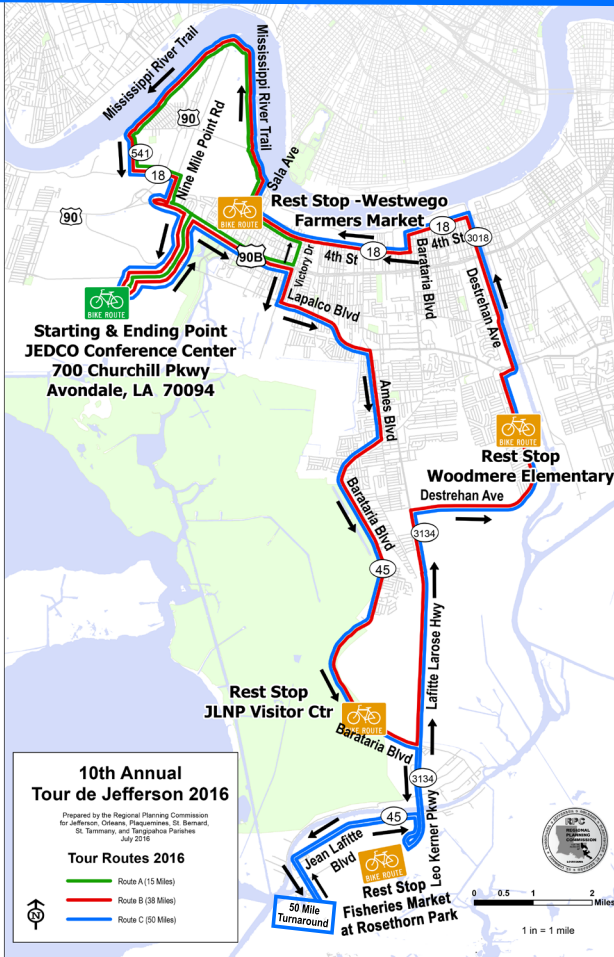 Mississippi River Trail
Mississippi River Trail
90
Nine Mile Point Rd
541
18
Sala Ave
BIKE ROUTE
Rest Stop -Westwego
Farmers Market
90
90B
Victory Dr
4th St
18
18
4th St
3018
Barataria Blvd
Destrehan Ave
BIKE ROUTE
Starting & Ending Point
JEDCO Conference Center
700 Churchill Pkwy
Avondale, LA  70094
Lapalco Blvd
Ames Blvd
BIKE ROUTE
Rest Stop
Woodmere Elementary
Destrehan Ave
Barataria Blvd
3134
45
Lafitte Larose Hwy
Rest Stop
JLNP Visitor Ctr
BIKE ROUTE
Barataria Blvd
3134
45
Jean Lafitte
Blvd
Leo Kerner Pkwy
BIKE ROUTE
Rest Stop
Fisheries Market
at Rosethorn Park
50 Mile
Turnaround
10th Annual
Tour de Jefferson 2016
Prepared by the Regional Planning Commission
for Jefferson, Orleans, Plaquemines, St. Bernard,
St. Tammany, and Tangipahoa Parishes
July 2016
Tour Routes 2016
Route A (15 Miles)
Route B (38 Miles)
Route C (50 Miles)
N
RPC
REGIONAL
PLANNING
COMMISSION
0 0.5 1 2
Miles
1 in = 1 mile